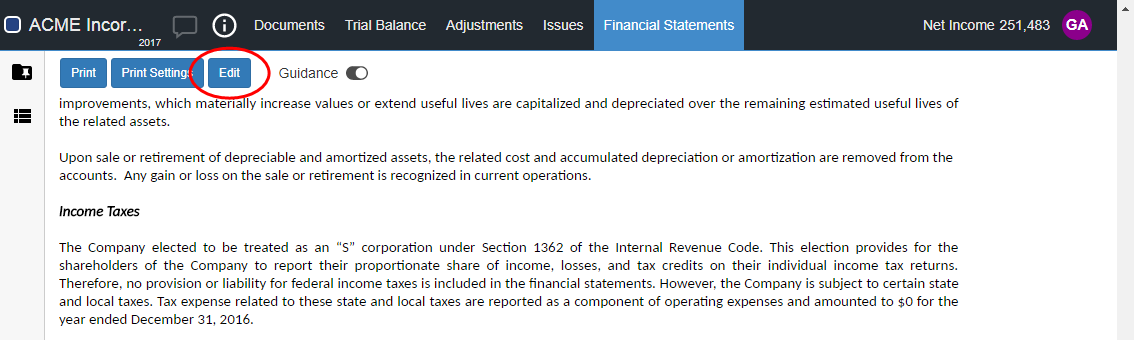 ACME Incor... Documents Trial Balance Adjustments Issues Financial Statements Net Income 251,483 GA
2017
Print Print Settings Edit Guidance
improvements, which materially increase values or extend useful lives are capitalized and depreciated over the remaining estimated useful lives of
the related assets.
Upon sale or retirement of depreciable and amortized assets, the related cost and accumulated depreciation or amortization are removed from the
accounts.  Any gain or loss on the sale or retirement is recognized in current operations.
Income Taxes
The Company elected to be treated as an “S” corporation under Section 1362 of the Internal Revenue Code. This election provides for the
shareholders of the Company to report their proportionate share of income, losses, and tax credits on their individual income tax returns.
Therefore, no provision or liability for federal income taxes is included in the financial statements. However, the Company is subject to certain state
and local taxes. Tax expense related to these state and local taxes are reported as a component of operating expenses and amounted to $0 for the
year ended December 31, 2016.